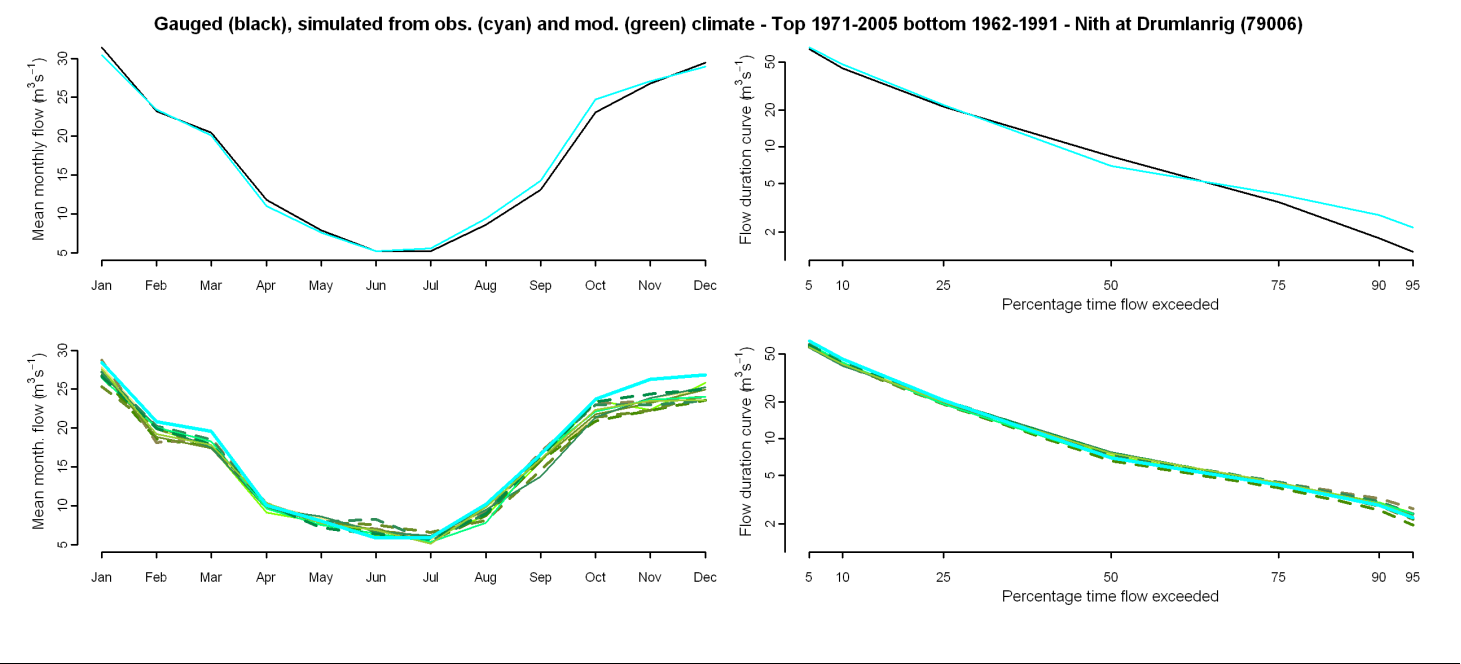 Gauged (black), simulated from obs. (cyan) and mod. (green) climate - Top 1971-2005 bottom 1962-1991 - Nith at Drumlanrig (79006)
Mean monthly flow (m³s⁻¹)
30
25
20
15
10
5
Jan Feb Mar Apr May Jun Jul Aug Sep Oct Nov Dec
Flow duration curve (m³s⁻¹)
50
20
10
5
2
5 10 25 50 75 90 95
Percentage time flow exceeded
Mean month. flow (m³s⁻¹)
30
25
20
15
10
5
Jan Feb Mar Apr May Jun Jul Aug Sep Oct Nov Dec
Flow duration curve (m³s⁻¹)
50
20
10
5
2
5 10 25 50 75 90 95
Percentage time flow exceeded